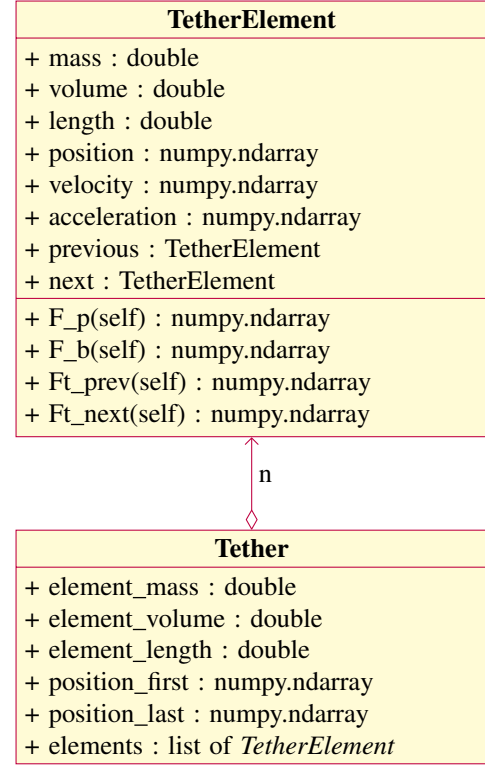 TetherElement
+ mass : double
+ volume : double
+ length : double
+ position : numpy.ndarray
+ velocity : numpy.ndarray
+ acceleration : numpy.ndarray
+ previous : TetherElement
+ next : TetherElement
+ F_p(self) : numpy.ndarray
+ F_b(self) : numpy.ndarray
+ Ft_prev(self) : numpy.ndarray
+ Ft_next(self) : numpy.ndarray
n
Tether
+ element_mass : double
+ element_volume : double
+ element_length : double
+ position_first : numpy.ndarray
+ position_last : numpy.ndarray
+ elements : list of TetherElement